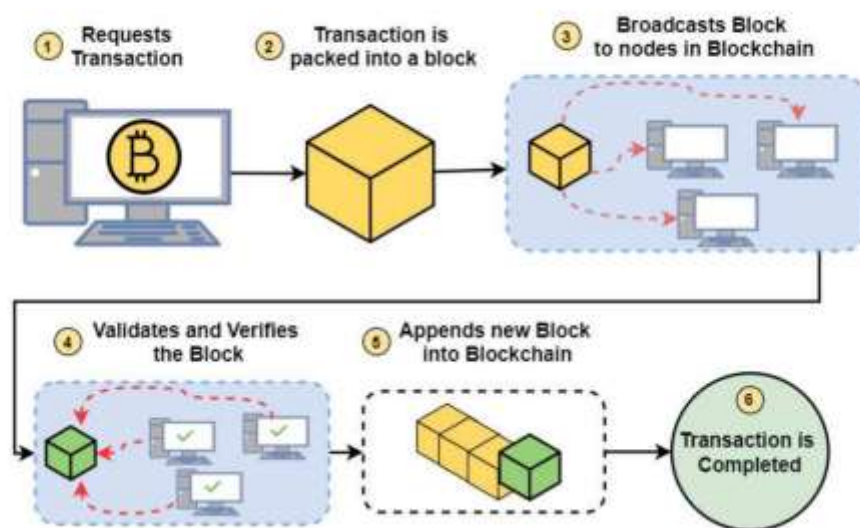 1 Requests
Transaction
2 Transaction is
packed into a block
3 Broadcasts Block
to nodes in Blockchain
4 Validates and Verifies
the Block
5 Appends new Block
into Blockchain
6
Transaction is
Completed